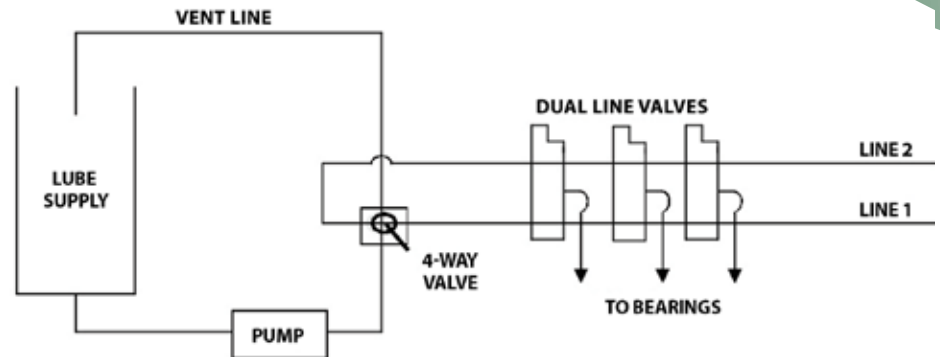 VENT LINE
DUAL LINE VALVES
LINE 2
LUBE
SUPPLY
LINE 1
4-WAY
VALVE
TO BEARINGS
PUMP